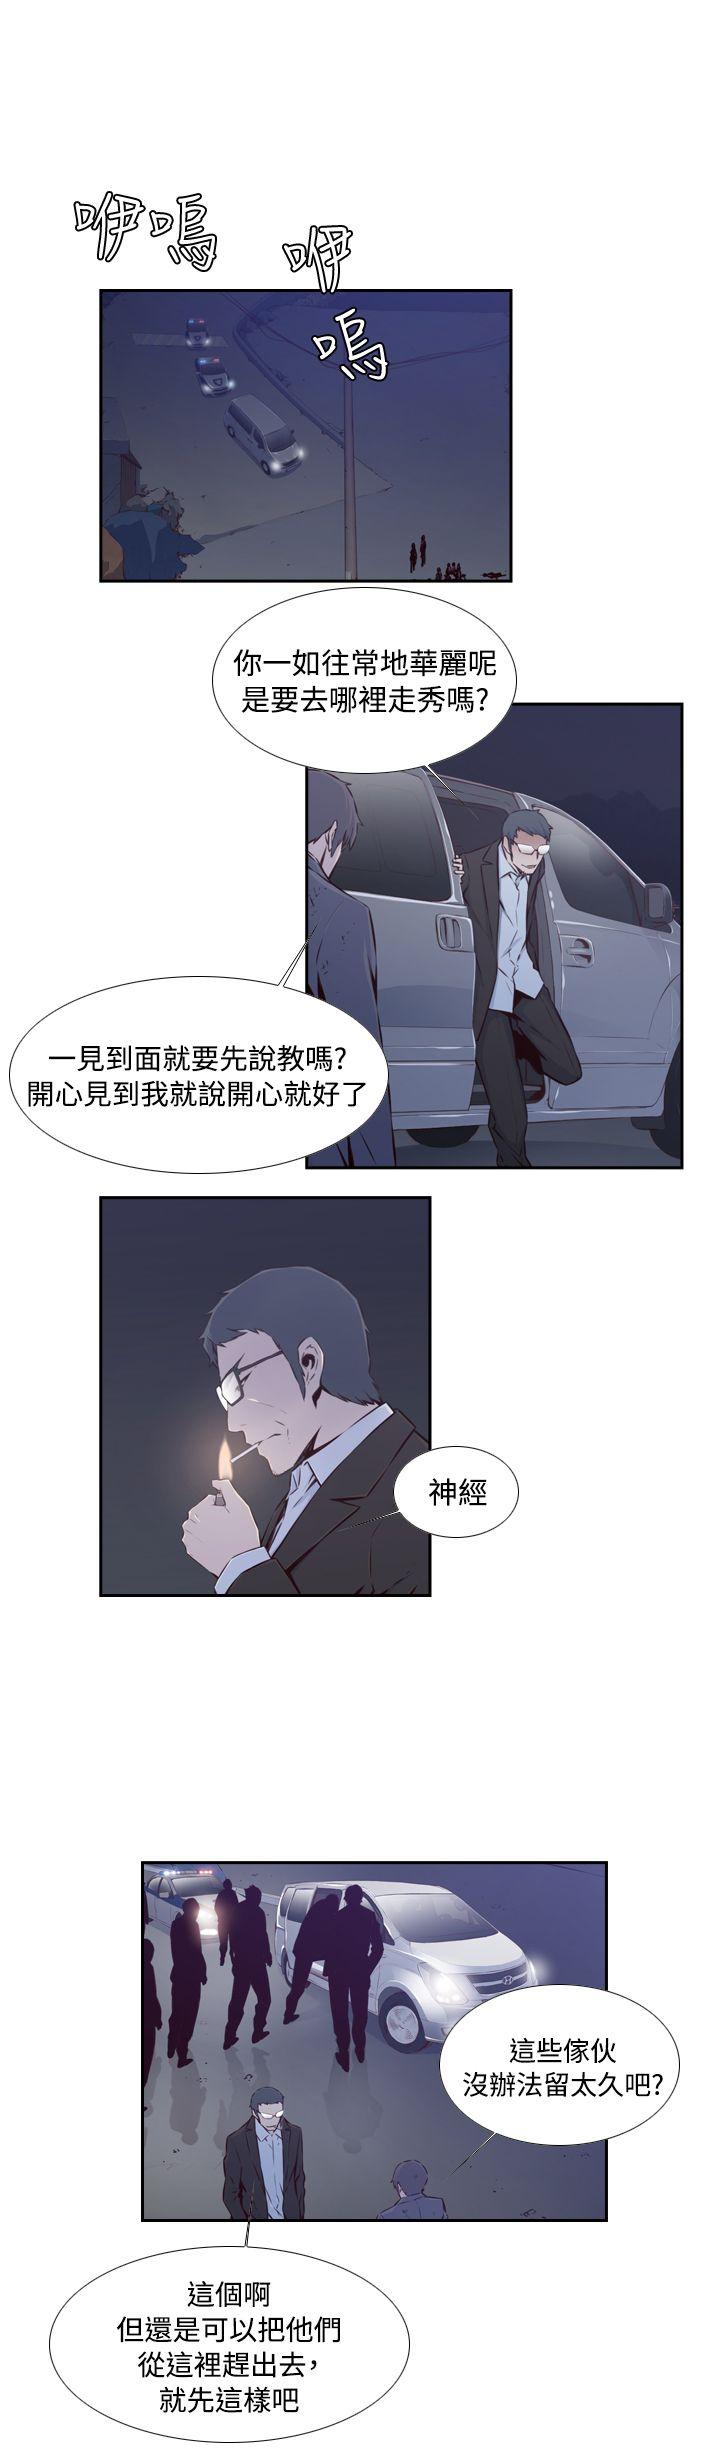 咿嗚
咿
嗚
你一如往常地華麗呢
是要去哪裡走秀嗎?
一見到面就要先說教嗎?
開心見到我就說開心就好了
神經
這些傢伙
沒辦法留太久吧?
這個啊
但還是可以把他們
從這裡趕出去,
就先這樣吧